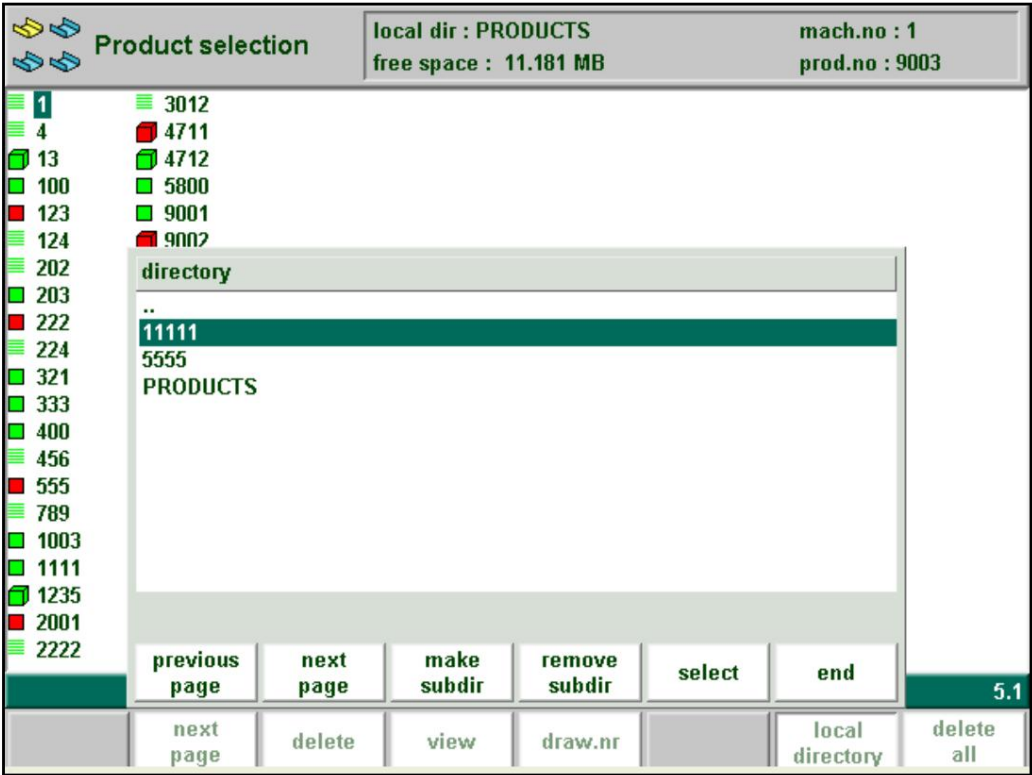 Product selection
local dir : PRODUCTS
free space : 11.181 MB
mach.no : 1
prod.no : 9003
1
4
13
100
123
124
202
203
222
224
321
333
400
456
555
789
1003
1111
1235
2001
2222
3012
4711
4712
5800
9001
9002
directory
..
11111
5555
PRODUCTS
previous page
next page
make subdir
remove subdir
select
end
5.1
next page
delete
view
draw.nr
local directory
delete all